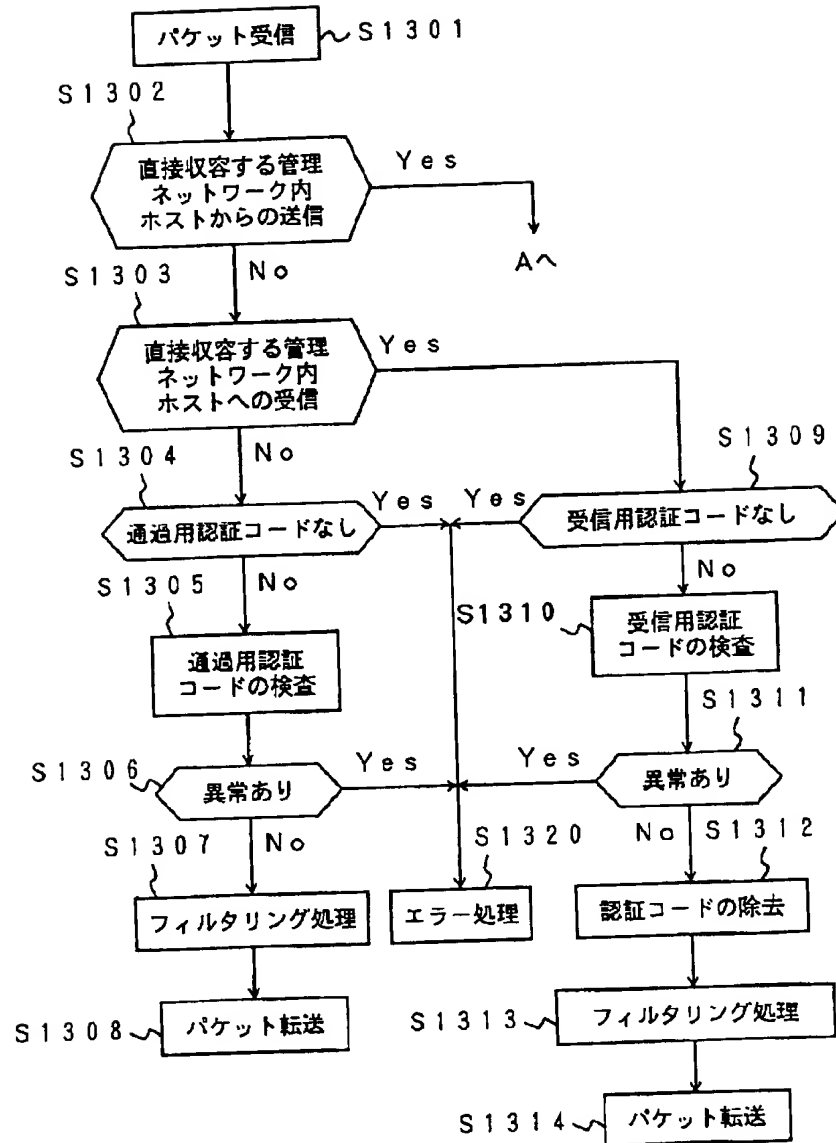 パケット受信
S1301
S1302
直接収容する管理
ネットワーク内
ホストからの送信
Yes
Aへ
No
S1303
直接収容する管理
ネットワーク内
ホストへの受信
Yes
No
S1304
通過用認証コードなし
Yes
Yes
S1309
受信用認証コードなし
No
S1305
通過用認証
コードの検査
No
S1310
受信用認証
コードの検査
S1311
S1306
異常あり
Yes
Yes
異常あり
No
S1307
フィルタリング処理
S1320
エラー処理
No
S1312
認証コードの除去
S1308
パケット転送
S1313
フィルタリング処理
S1314
パケット転送